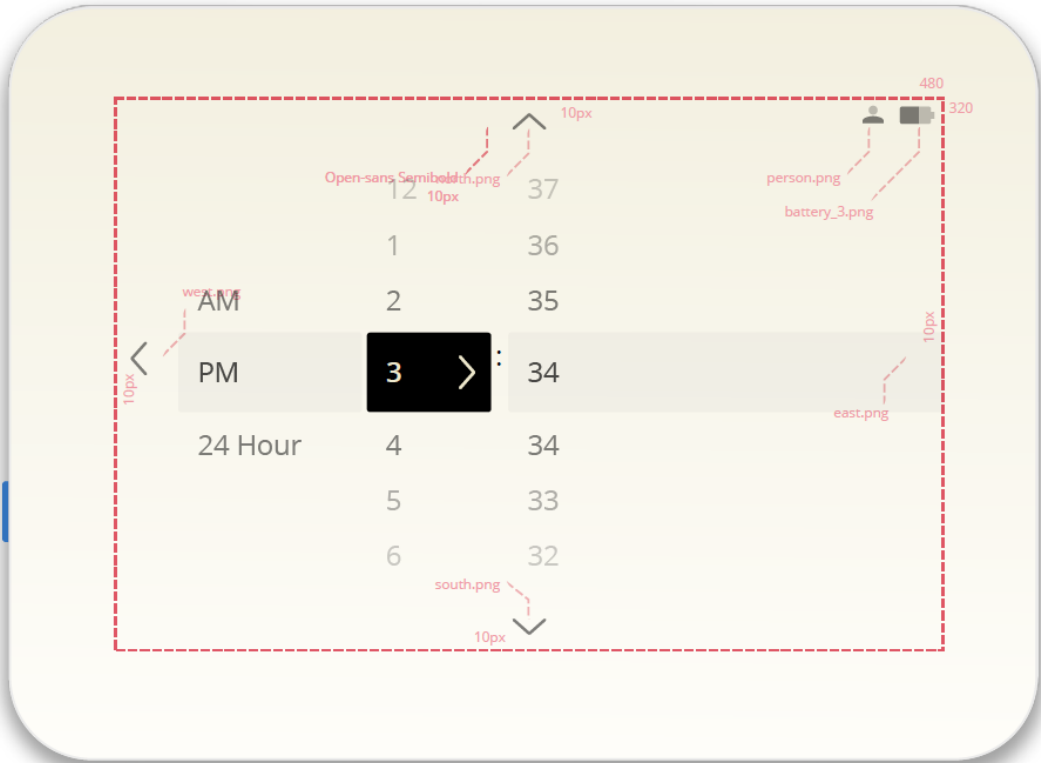 480
320
10px
Open-sans Semibold
north.png
10px
person.png
battery_3.png
12 37
1 36
west.png
AM 2 35
10px
PM 3 : 34
10px
east.png
24 Hour 4 34
5 33
6 32
south.png
10px